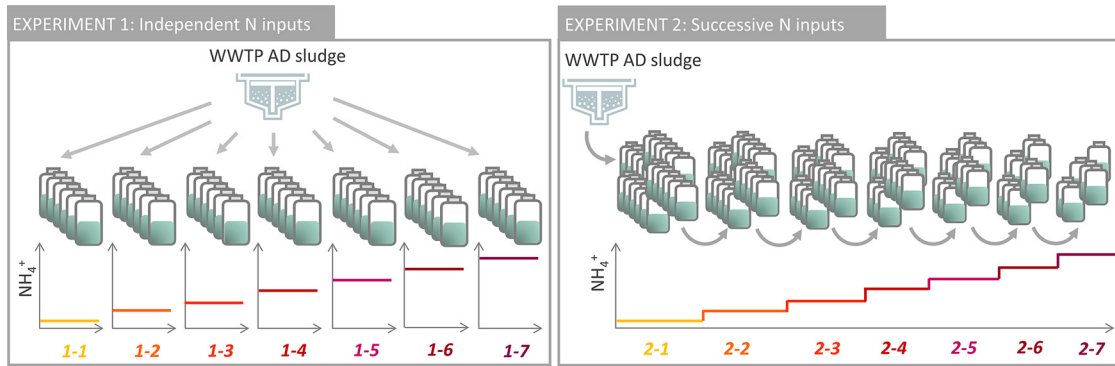 EXPERIMENT 1: Independent N inputs
WWTP AD sludge
NH₄⁺
1-1 1-2 1-3 1-4 1-5 1-6 1-7
EXPERIMENT 2: Successive N inputs
WWTP AD sludge
NH₄⁺
2-1 2-2 2-3 2-4 2-5 2-6 2-7